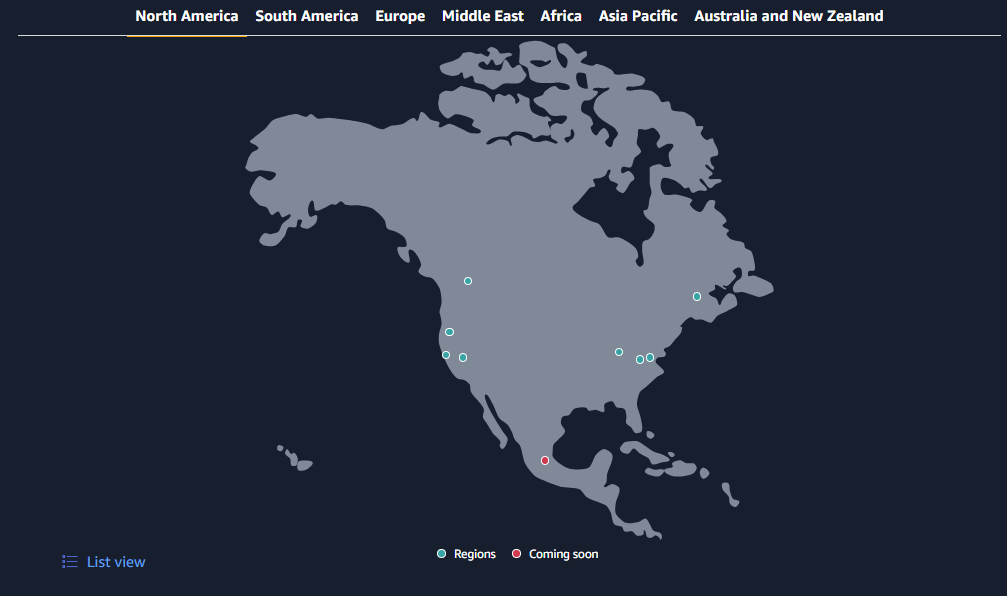 North America South America Europe Middle East Africa Asia Pacific Australia and New Zealand
Regions Coming soon
List view